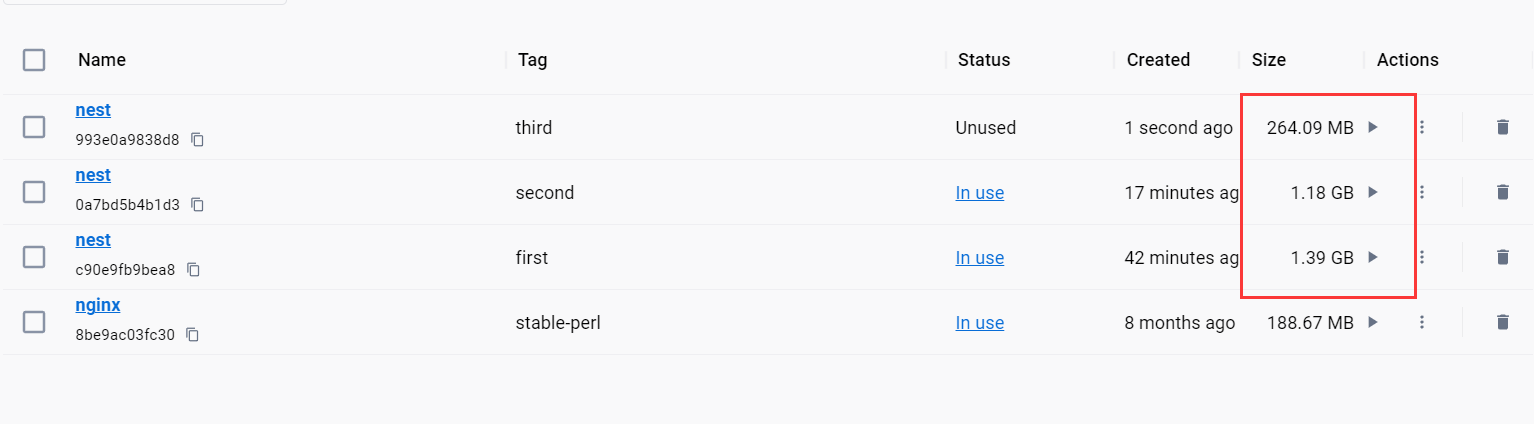 Name Tag Status Created Size Actions
nest
993e0a9838d8 third Unused 1 second ago 264.09 MB
nest
0a7bd5b4b1d3 second In use 17 minutes ag 1.18 GB
nest
c90e9fb9bea8 first In use 42 minutes ag 1.39 GB
nginx
8be9ac03fc30 stable-perl In use 8 months ago 188.67 MB